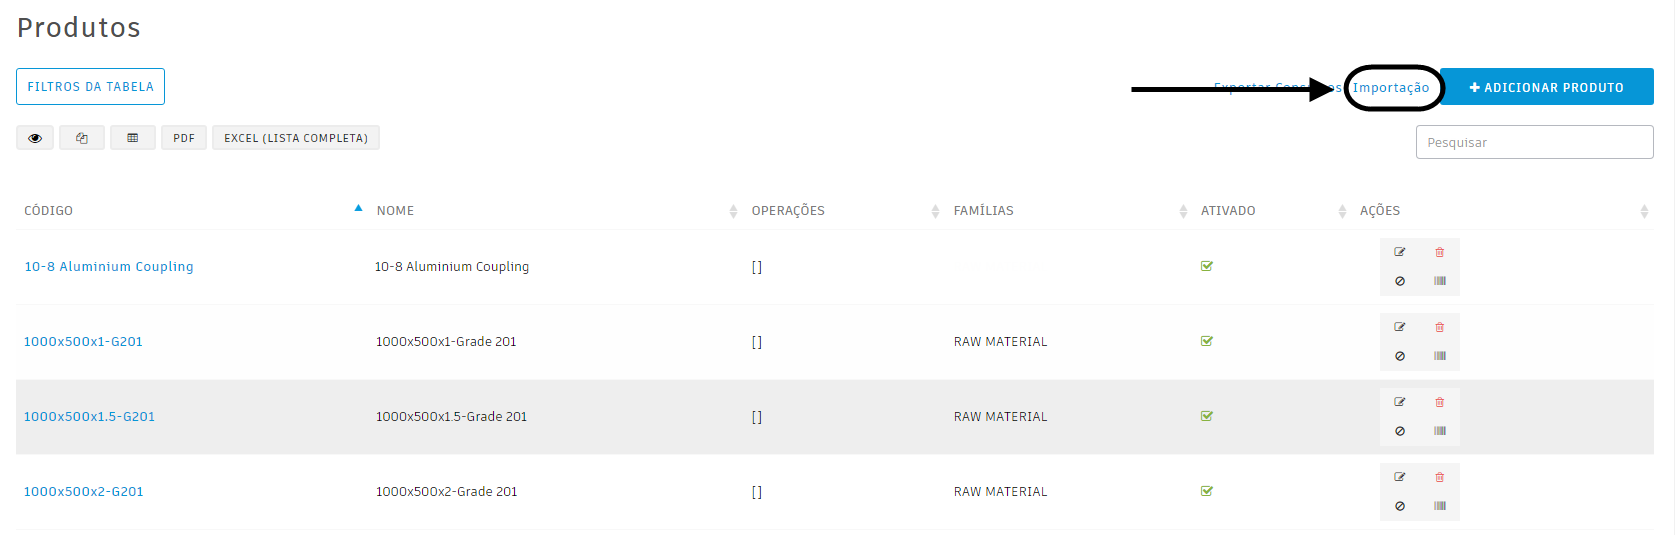 Produtos
FILTROS DA TABELA
Exportar Importação + ADICIONAR PRODUTO
PDF EXCEL (LISTA COMPLETA) Pesquisar
CÓDIGO NOME OPERAÇÕES FAMÍLIAS ATIVADO AÇÕES
10-8 Aluminium Coupling 10-8 Aluminium Coupling []
1000x500x1-G201 1000x500x1-Grade 201 [] RAW MATERIAL
1000x500x1.5-G201 1000x500x1.5-Grade 201 [] RAW MATERIAL
1000x500x2-G201 1000x500x2-Grade 201 [] RAW MATERIAL